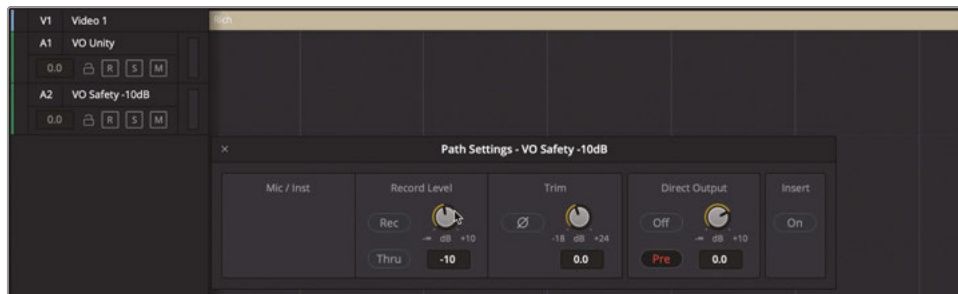 V1 Video 1
Rich
A1 VO Unity
0.0 R S M
A2 VO Safety -10dB
0.0 R S M
× Path Settings - VO Safety -10dB
Mic / Inst Record Level Trim Direct Output Insert
Rec Ø Off On
-∞ dB +10 -18 dB +24 -∞ dB +10
Thru -10 0.0 Pre 0.0